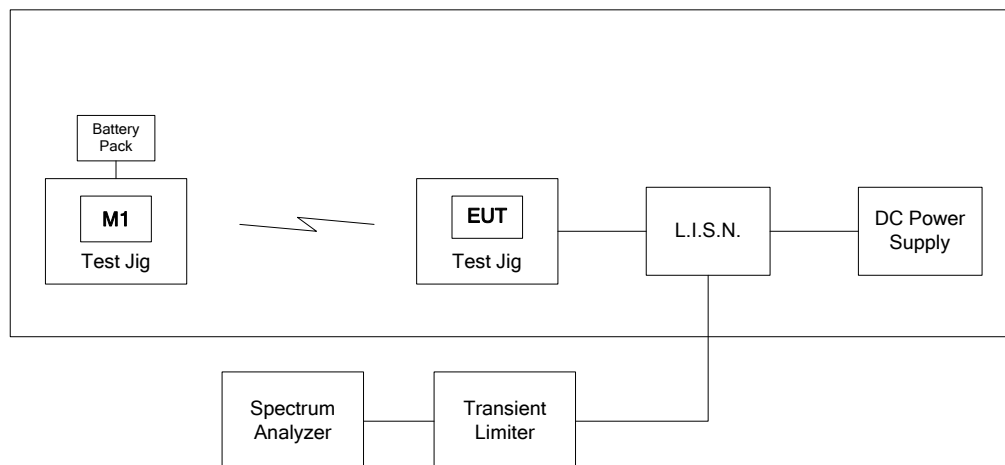 Battery
Pack
M1
Test Jig
EUT
Test Jig
L.I.S.N.
DC Power
Supply
Spectrum
Analyzer
Transient
Limiter